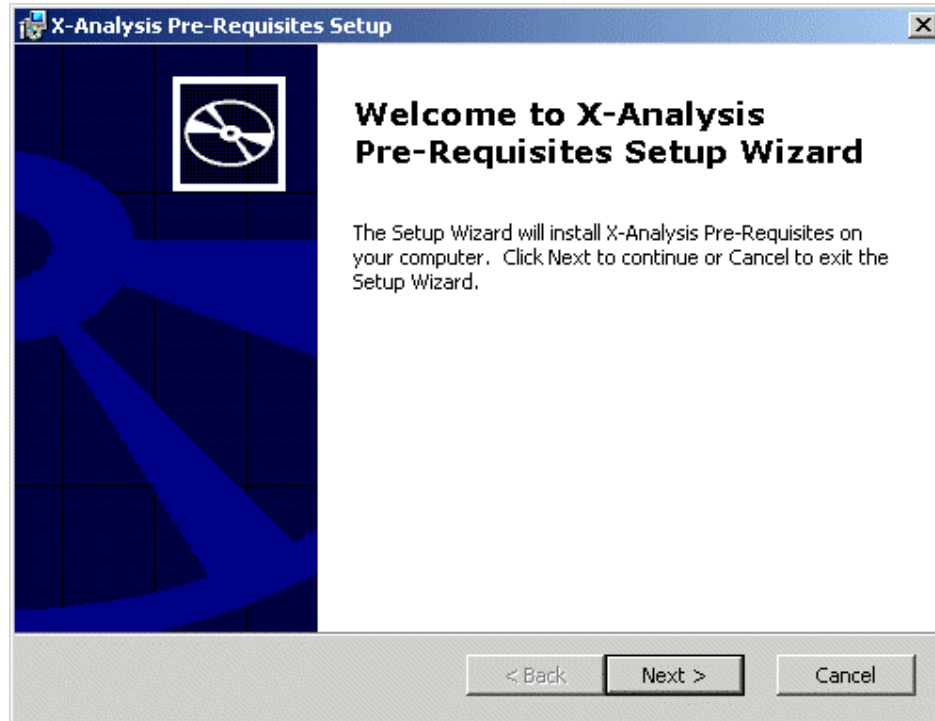 X-Analysis Pre-Requisites Setup
Welcome to X-Analysis
Pre-Requisites Setup Wizard
The Setup Wizard will install X-Analysis Pre-Requisites on
your computer.  Click Next to continue or Cancel to exit the
Setup Wizard.
< Back Next > Cancel